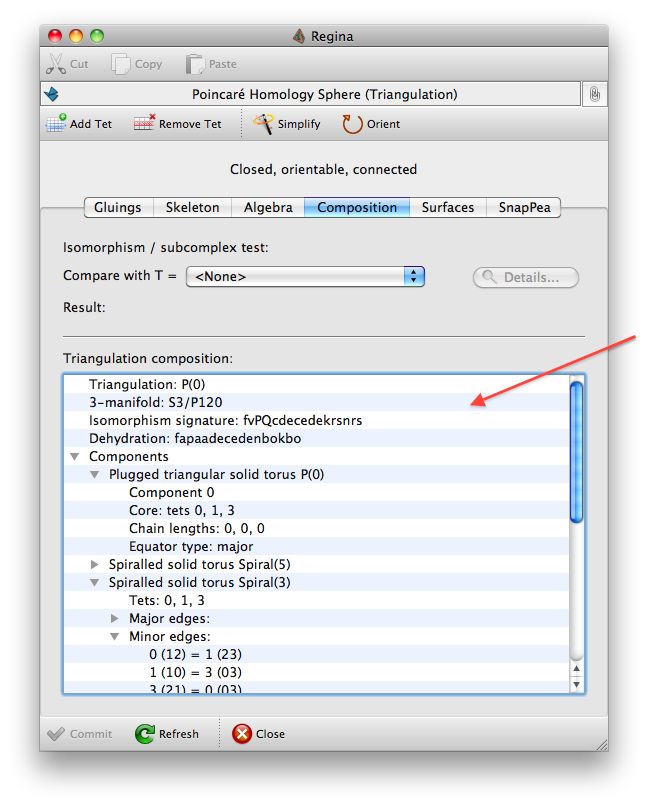 Regina
Cut Copy Paste
Poincaré Homology Sphere (Triangulation)
Add Tet Remove Tet Simplify Orient
Closed, orientable, connected
Gluings Skeleton Algebra Composition Surfaces SnapPea
Isomorphism / subcomplex test:
Compare with T = <None> Details...
Result:
Triangulation composition:
Triangulation: P(0)
3-manifold: S3/P120
Isomorphism signature: fvPQcdecedekrsnrs
Dehydration: fapaadecedenbokbo
Components
Plugged triangular solid torus P(0)
Component 0
Core: tets 0, 1, 3
Chain lengths: 0, 0, 0
Equator type: major
Spiralled solid torus Spiral(5)
Spiralled solid torus Spiral(3)
Tets: 0, 1, 3
Major edges:
Minor edges:
0 (12) = 1 (23)
1 (10) = 3 (03)
3 (21) = 0 (03)
Commit Refresh Close